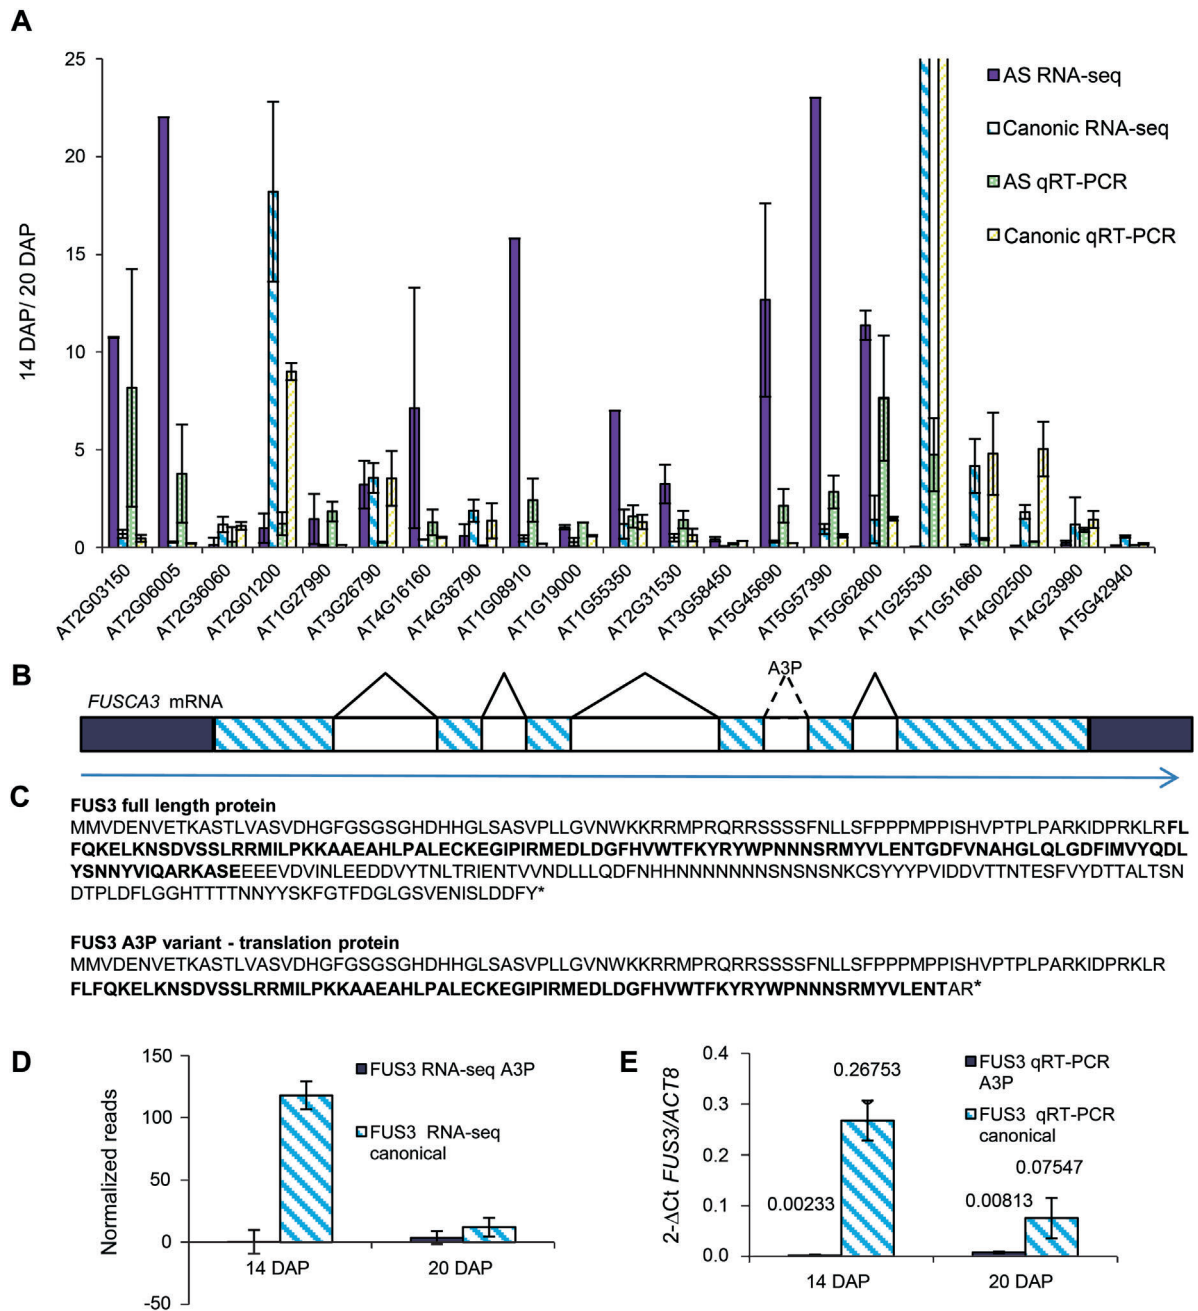 A
25
20
15
10
5
0
14 DAP/ 20 DAP
AS RNA-seq
Canonic RNA-seq
AS qRT-PCR
Canonic qRT-PCR
AT2G03150
AT2G06005
AT2G36060
AT2G01200
AT1G27990
AT3G26790
AT4G16160
AT4G36790
AT1G08910
AT1G19000
AT1G55350
AT2G31530
AT3G58450
AT5G45690
AT5G57390
AT5G62800
AT1G25530
AT1G51660
AT4G02500
AT4G23990
AT5G42940
B
FUSCA3 mRNA
A3P
C
FUS3 full length protein
MMVDENVETKASTLVASVDHGFGSGSGHDHHGLSASVPLLGVNWKKRRMPRQRRSSSSFNLLSFPPPMPPISHVPTPLPARKIDPRKLRFL
FQKELKNSDVSSLRRMILPKKAAEAHLPALECKEGIPIRMEDLDGFHVWTFKYRYWPNNNSRMYVLENTGDFVNAHGLQLGDFIMVYQDL
YSNNYVIQARKASEEEEVDVINLEEDDVYTNLTRIENTVVNDLLLQDFNHHNNNNNNNSNSNSNKCSYYYPVIDDVTTNTESFVYDTTALTSN
DTPLDFLGGHTTTTNNYYSKFGTFDGLGSVENISLDDFY*
FUS3 A3P variant - translation protein
MMVDENVETKASTLVASVDHGFGSGSGHDHHGLSASVPLLGVNWKKRRMPRQRRSSSSFNLLSFPPPMPPISHVPTPLPARKIDPRKLR
FLFQKELKNSDVSSLRRMILPKKAAEAHLPALECKEGIPIRMEDLDGFHVWTFKYRYWPNNNSRMYVLENTAR*
D
150
100
50
0
-50
Normalized reads
FUS3 RNA-seq A3P
FUS3 RNA-seq
canonical
14 DAP
20 DAP
E
0.4
0.3
0.2
0.1
0.0
2-ΔCt FUS3/ACT8
0.26753
0.00233
0.07547
0.00813
FUS3 qRT-PCR
A3P
FUS3 qRT-PCR
canonical
14 DAP
20 DAP